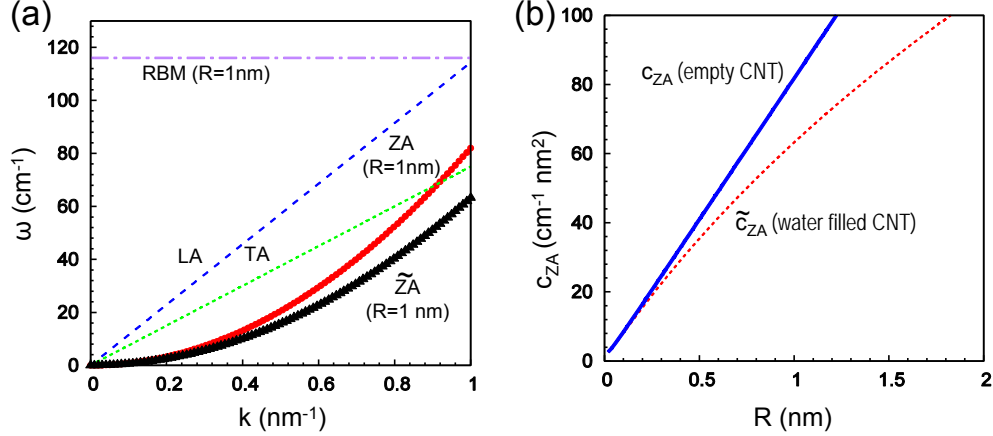 (a)
120
100
80
60
40
20
0
ω (cm⁻¹)
RBM (R=1nm)
ZA
(R=1nm)
LA
TA
Z̃A
(R=1 nm)
0
0.2
0.4
0.6
0.8
1
k (nm⁻¹)
(b)
100
80
60
40
20
0
c_ZA (cm⁻¹ nm²)
c_ZA (empty CNT)
c̃_ZA (water filled CNT)
0
0.5
1
1.5
2
R (nm)